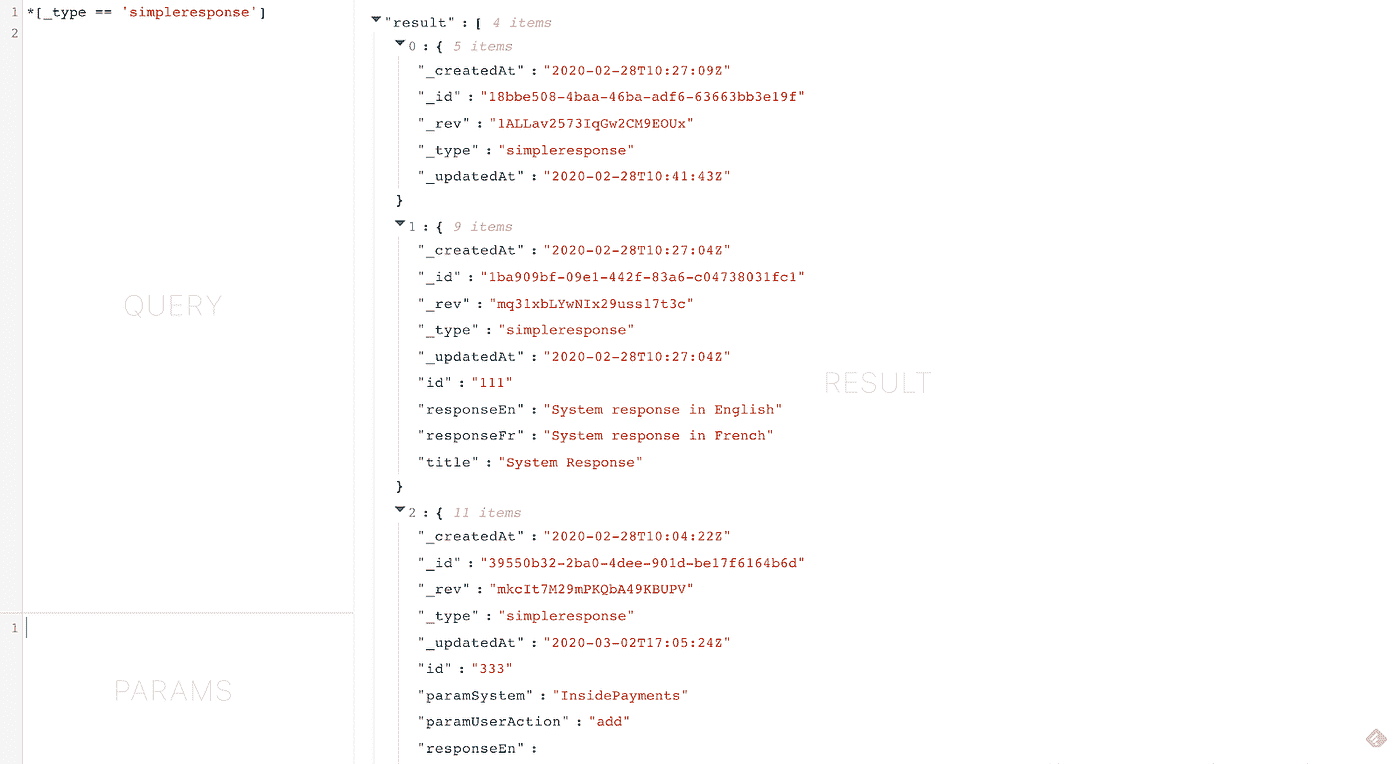 1 *[_type == 'simpleresponse']
2
QUERY
1
PARAMS
"result" : [ 4 items
0 : { 5 items
"_createdAt" : "2020-02-28T10:27:09Z"
"_id" : "18bbe508-4baa-46ba-adf6-63663bb3e19f"
"_rev" : "1ALLav2573IqGw2CM9EOUx"
"_type" : "simpleresponse"
"_updatedAt" : "2020-02-28T10:41:43Z"
}
1 : { 9 items
"_createdAt" : "2020-02-28T10:27:04Z"
"_id" : "1ba909bf-09e1-442f-83a6-c04738031fc1"
"_rev" : "mq31xbLYwNIx29uss17t3c"
"_type" : "simpleresponse"
"_updatedAt" : "2020-02-28T10:27:04Z"
"id" : "111"
"responseEn" : "System response in English"
"responseFr" : "System response in French"
"title" : "System Response"
}
2 : { 11 items
"_createdAt" : "2020-02-28T10:04:22Z"
"_id" : "39550b32-2ba0-4dee-901d-be17f6164b6d"
"_rev" : "mkcIt7M29mPKQbA49KBUPV"
"_type" : "simpleresponse"
"_updatedAt" : "2020-03-02T17:05:24Z"
"id" : "333"
"paramSystem" : "InsidePayments"
"paramUserAction" : "add"
"responseEn" :
RESULT